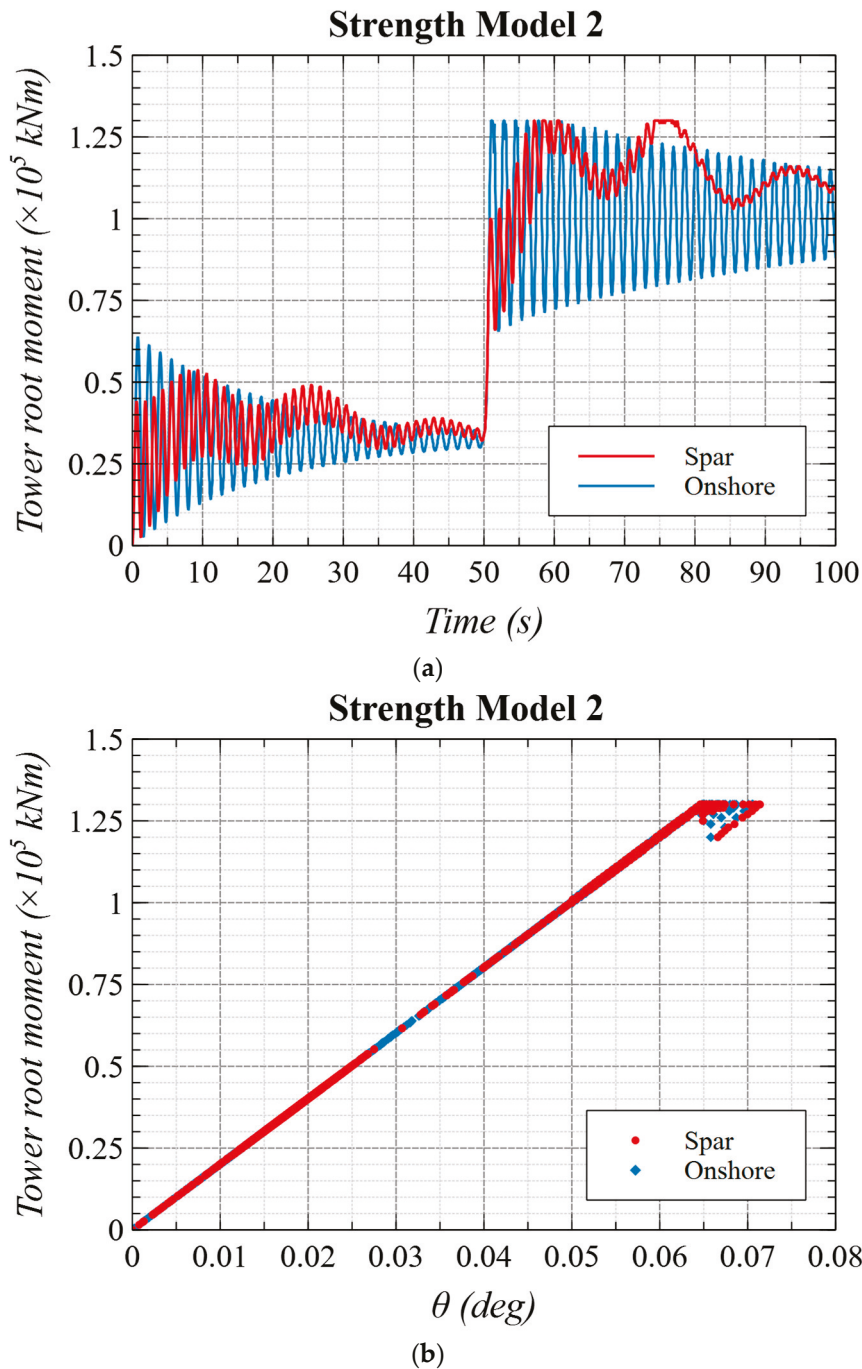 Strength Model 2
Tower root moment (×10⁵ kNm)
1.5
1.25
1
0.75
0.5
0.25
0
0 10 20 30 40 50 60 70 80 90 100
Spar
Onshore
Time (s)
(a)
Strength Model 2
Tower root moment (×10⁵ kNm)
1.5
1.25
1
0.75
0.5
0.25
0
0 0.01 0.02 0.03 0.04 0.05 0.06 0.07 0.08
Spar
Onshore
θ (deg)
(b)